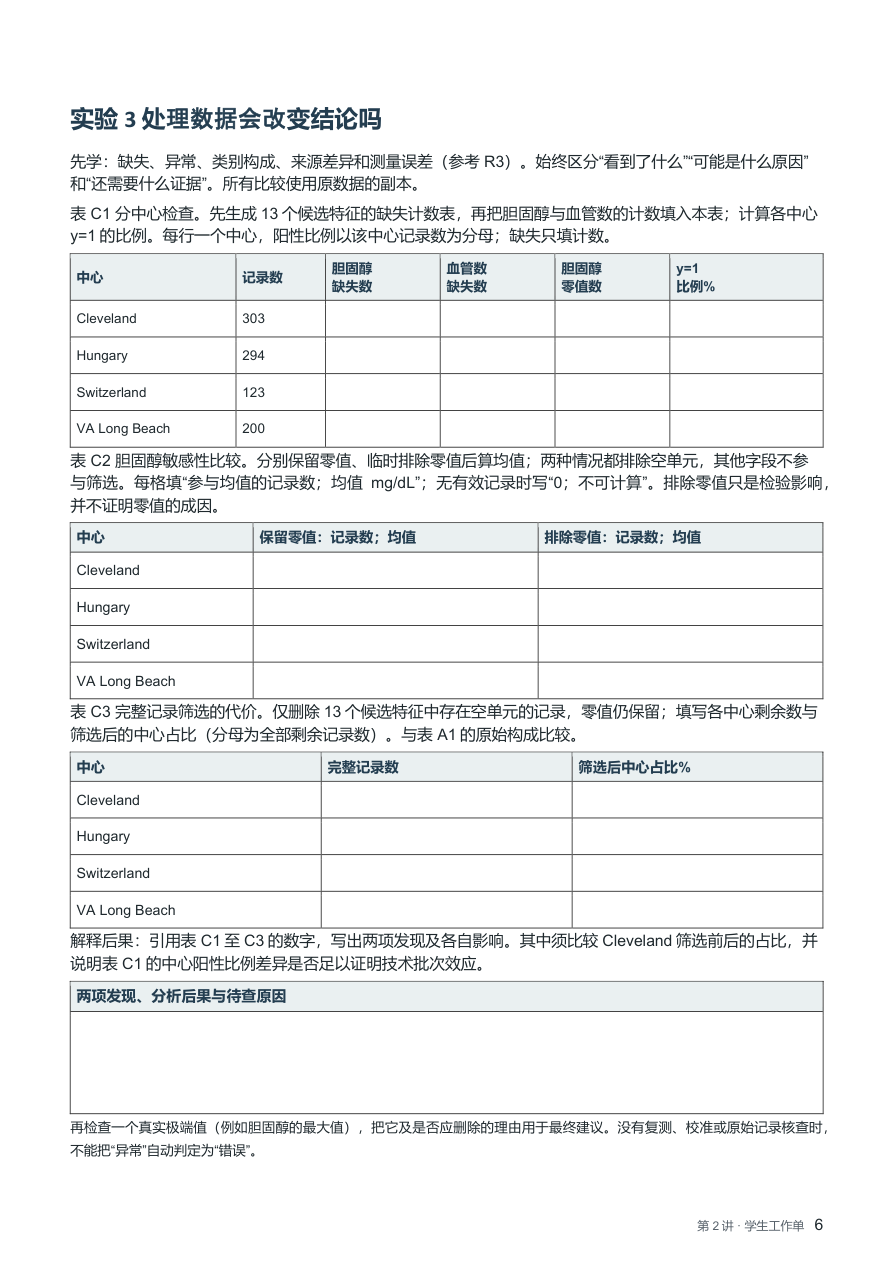 实验 3 处理数据会改变结论吗
先学：缺失、异常、类别构成、来源差异和测量误差（参考 R3）。始终区分“看到了什么”“可能是什么原因”
和“还需要什么证据”。所有比较使用原数据的副本。
表 C1 分中心检查。先生成 13 个候选特征的缺失计数表，再把胆固醇与血管数的计数填入本表；计算各中心
y=1 的比例。每行一个中心，阳性比例以该中心记录数为分母；缺失只填计数。
中心 记录数 胆固醇 缺失数 血管数 缺失数 胆固醇 零值数 y=1 比例%
Cleveland 303
Hungary 294
Switzerland 123
VA Long Beach 200
表 C2 胆固醇敏感性比较。分别保留零值、临时排除零值后算均值；两种情况都排除空单元，其他字段不参
与筛选。每格填“参与均值的记录数；均值 mg/dL”；无有效记录时写“0；不可计算”。排除零值只是检验影响，
并不证明零值的成因。
中心 保留零值：记录数；均值 排除零值：记录数；均值
Cleveland
Hungary
Switzerland
VA Long Beach
表 C3 完整记录筛选的代价。仅删除 13 个候选特征中存在空单元的记录，零值仍保留；填写各中心剩余数与
筛选后的中心占比（分母为全部剩余记录数）。与表 A1 的原始构成比较。
中心 完整记录数 筛选后中心占比%
Cleveland
Hungary
Switzerland
VA Long Beach
解释后果：引用表 C1 至 C3 的数字，写出两项发现及各自影响。其中须比较 Cleveland 筛选前后的占比，并
说明表 C1 的中心阳性比例差异是否足以证明技术批次效应。
两项发现、分析后果与待查原因
再检查一个真实极端值（例如胆固醇的最大值），把它及是否应删除的理由用于最终建议。没有复测、校准或原始记录核查时，
不能把“异常”自动判定为“错误”。
第 2 讲 · 学生工作单 6